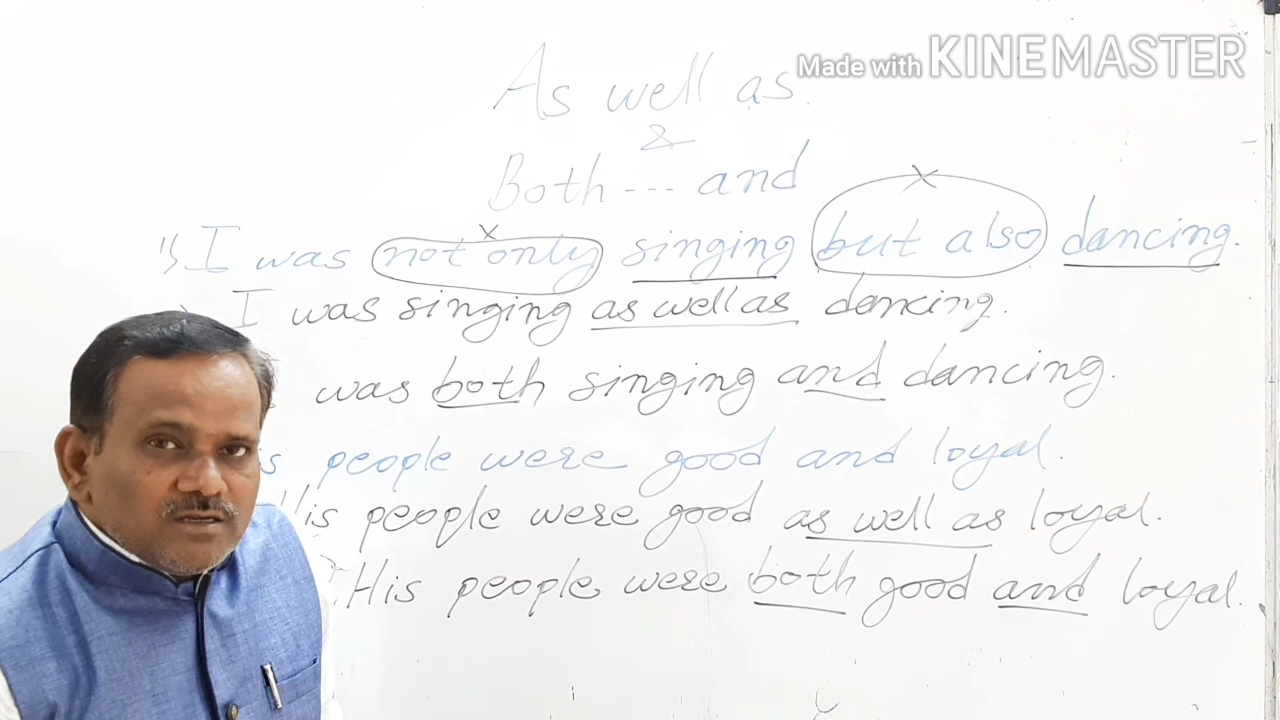 Made with KINEMASTER
As well as.
&
Both --- and
1) I was not only singing but also dancing.
I was singing as well as dancing.
was both singing and dancing.
is people were good and loyal.
His people were good as well as loyal.
His people were both good and loyal.